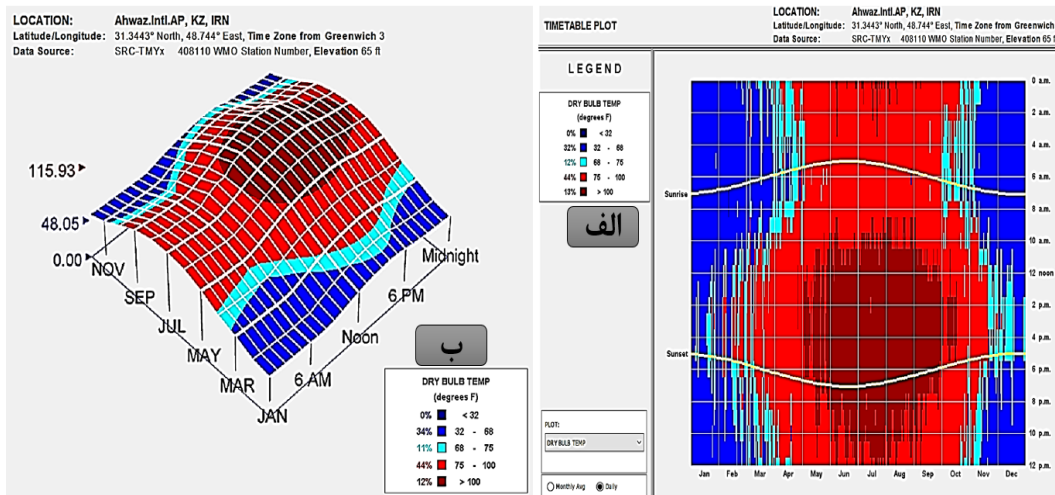 LOCATION: Ahwaz.Intl.AP, KZ, IRN
Latitude/Longitude: 31.3443° North, 48.744° East, Time Zone from Greenwich 3
Data Source: SRC-TMYx 408110 WMO Station Number, Elevation 65 ft
115.93
48.05
0.00
NOV
SEP
JUL
MAY
MAR
JAN
6 AM
Noon
6 PM
Midnight
ب
DRY BULB TEMP
(degrees F)
0% < 32
34% 32 - 68
11% 68 - 75
44% 75 - 100
12% > 100
TIMETABLE PLOT
LOCATION: Ahwaz.Intl.AP, KZ, IRN
Latitude/Longitude: 31.3443° North, 48.744° East, Time Zone from Greenwich
Data Source: SRC-TMYx 408110 WMO Station Number, Elevation 65 f
LEGEND
DRY BULB TEMP
(degrees F)
0% < 32
32% 32 - 68
12% 68 - 75
44% 75 - 100
13% > 100
الف
PLOT:
DRY BULB TEMP
Monthly Avg Daily
Sunrise
Sunset
0 a.m.
2 a.m.
4 a.m.
6 a.m.
8 a.m.
10 a.m.
12 noon
2 p.m.
4 p.m.
6 p.m.
8 p.m.
10 p.m.
12 p.m.
Jan Feb Mar Apr May Jun Jul Aug Sep Oct Nov Dec